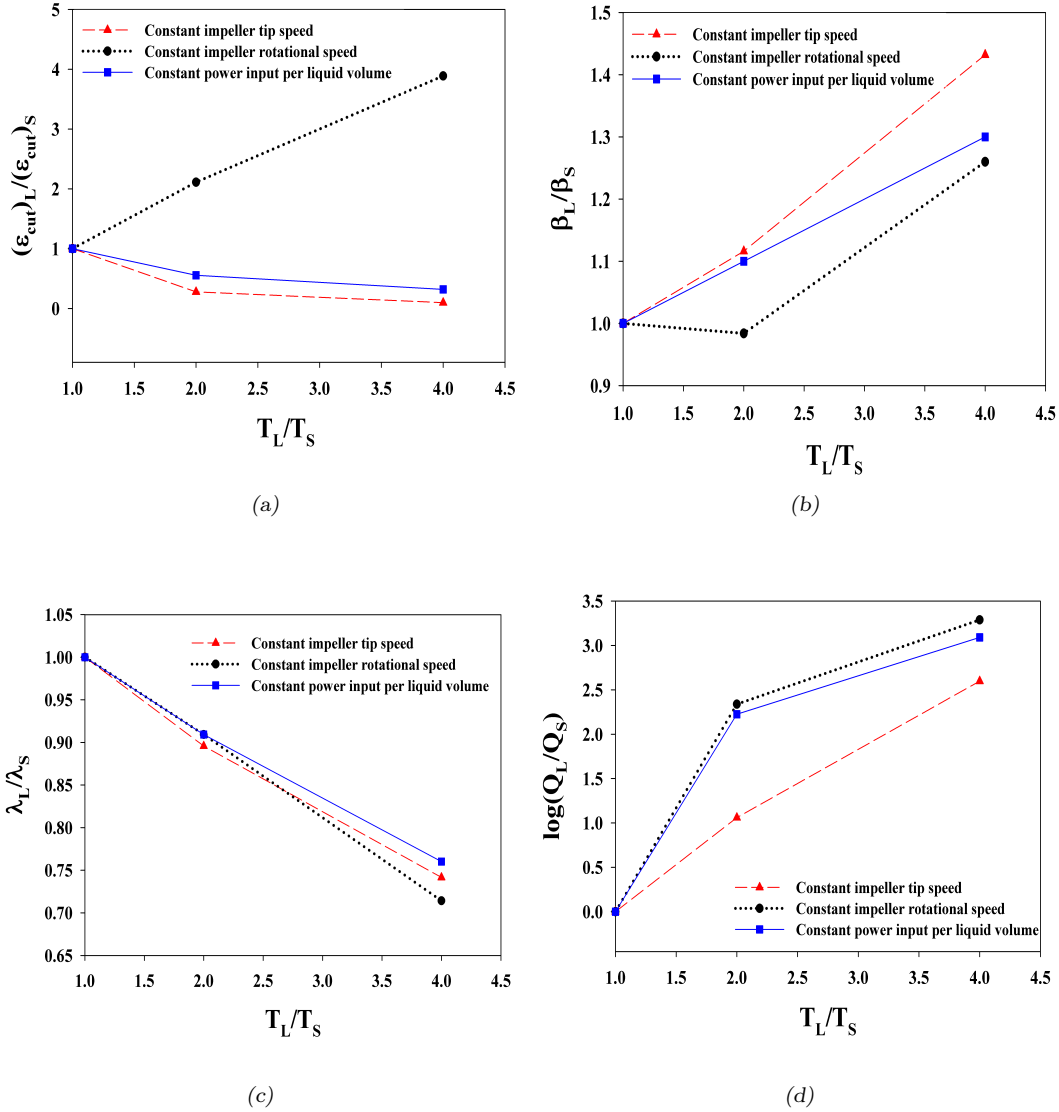 5
4
3
2
1
0
1.0 1.5 2.0 2.5 3.0 3.5 4.0 4.5
Constant impeller tip speed
Constant impeller rotational speed
Constant power input per liquid volume
(ε_cut)_L/(ε_cut)_S
T_L/T_S
(a)
1.5
1.4
1.3
1.2
1.1
1.0
0.9
1.0 1.5 2.0 2.5 3.0 3.5 4.0 4.5
Constant impeller tip speed
Constant impeller rotational speed
Constant power input per liquid volume
β_L/β_S
T_L/T_S
(b)
1.05
1.00
0.95
0.90
0.85
0.80
0.75
0.70
0.65
1.0 1.5 2.0 2.5 3.0 3.5 4.0 4.5
Constant impeller tip speed
Constant impeller rotational speed
Constant power input per liquid volume
λ_L/λ_S
T_L/T_S
(c)
3.5
3.0
2.5
2.0
1.5
1.0
0.5
0.0
1.0 1.5 2.0 2.5 3.0 3.5 4.0 4.5
Constant impeller tip speed
Constant impeller rotational speed
Constant power input per liquid volume
log(Q_L/Q_S)
T_L/T_S
(d)